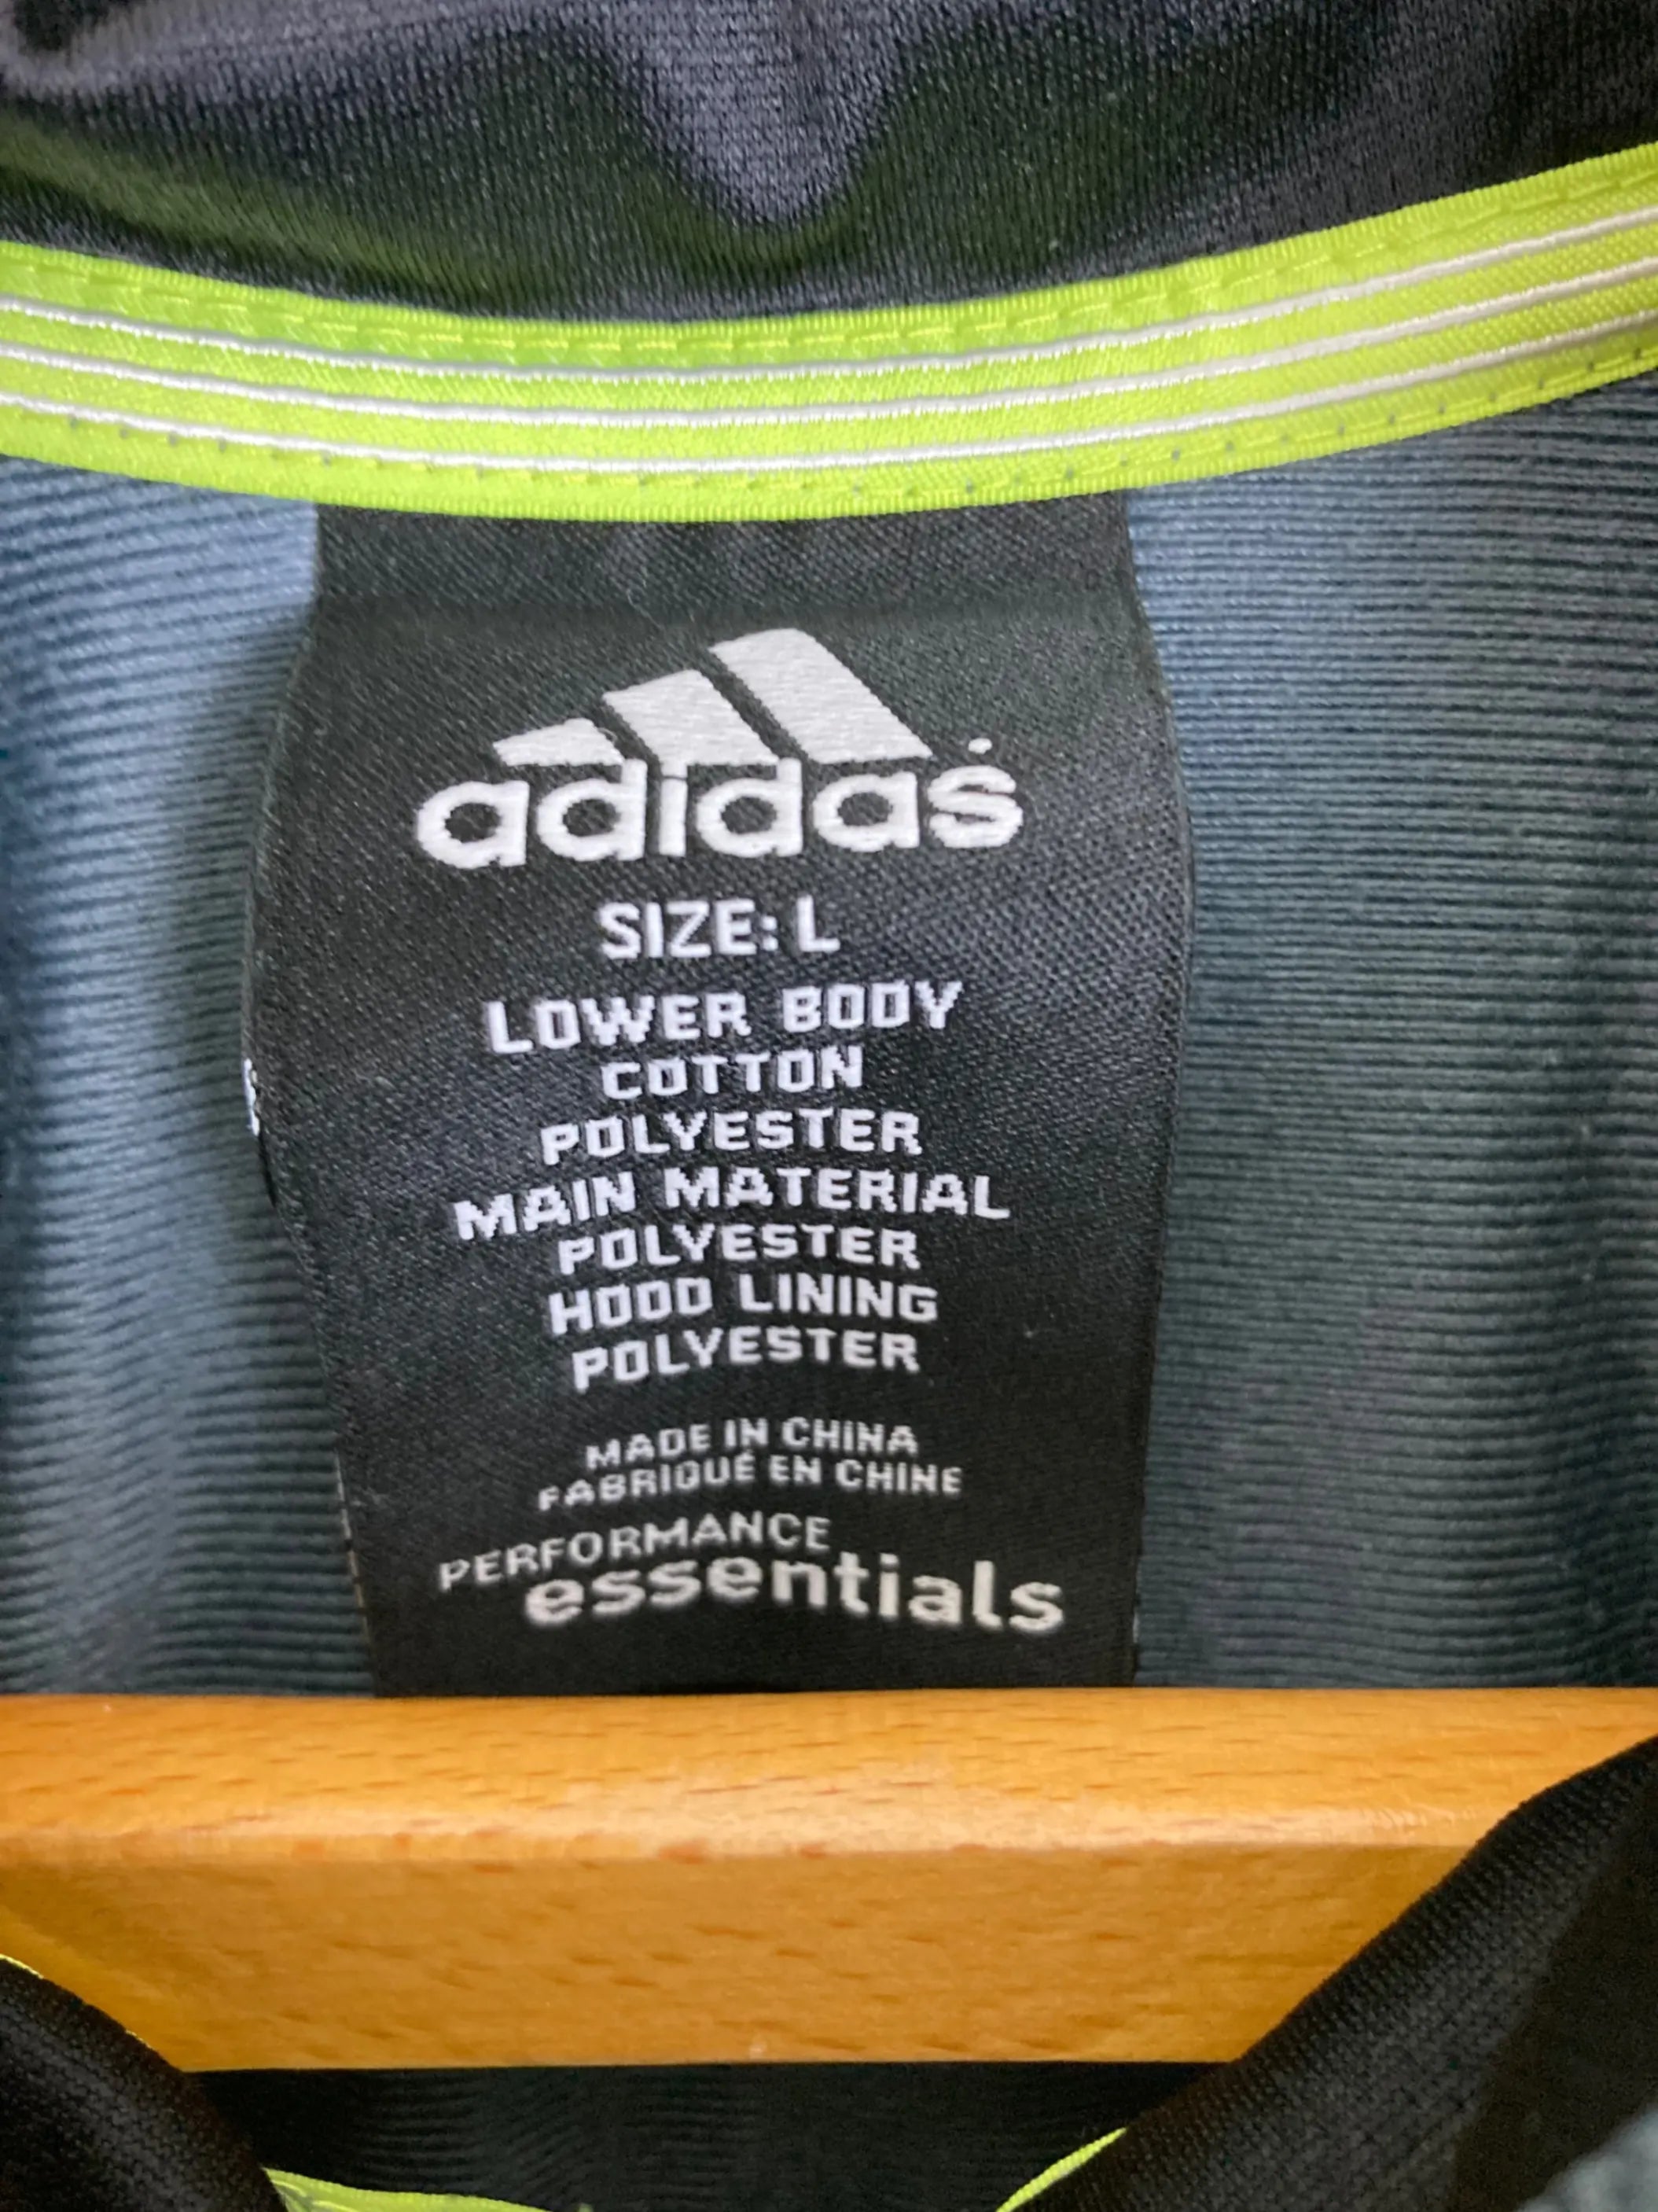 adidas
SIZE: L
LOWER BODY
COTTON
POLYESTER
MAIN MATERIAL
POLYESTER
HOOD LINING
POLYESTER
MADE IN CHINA
FABRIQUÉ EN CHINE
PERFORMANCE
essentials